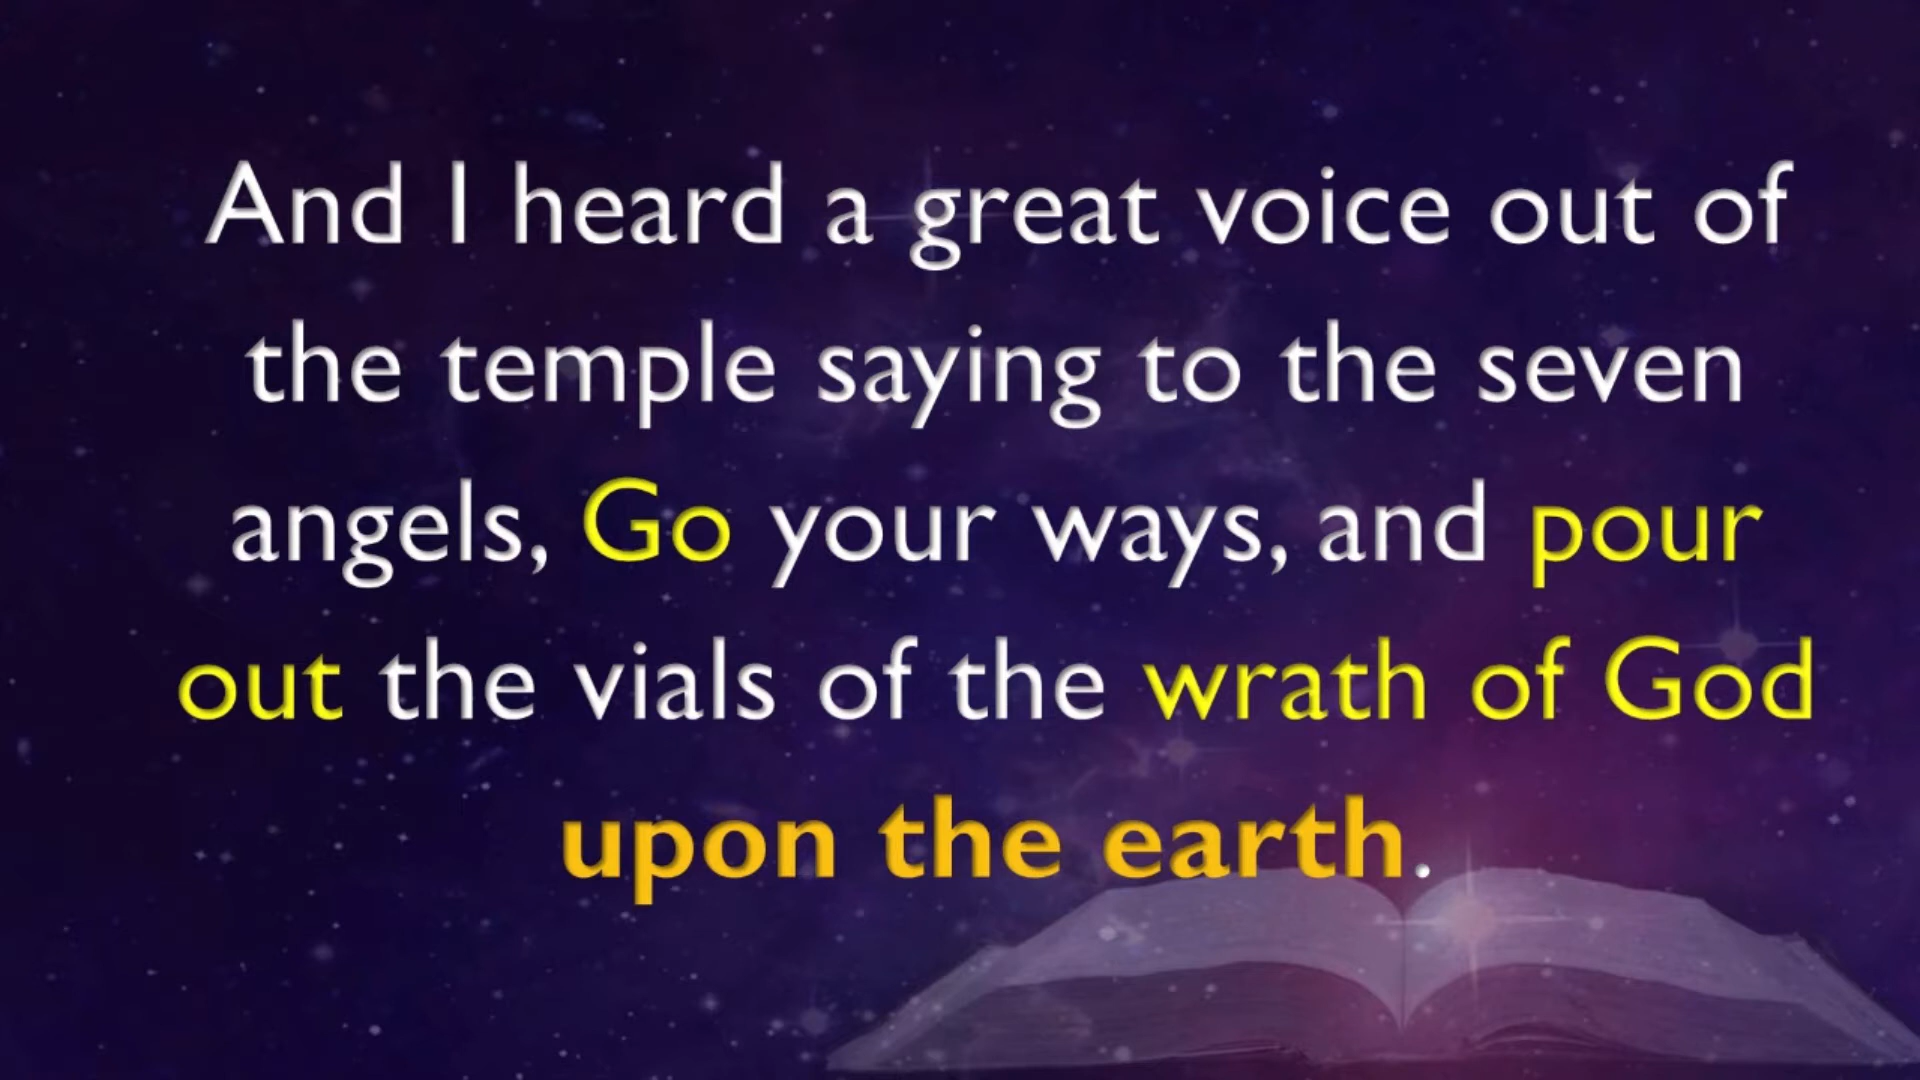 And I heard a great voice out of
the temple saying to the seven
angels, Go your ways, and pour
out the vials of the wrath of God
upon the earth.